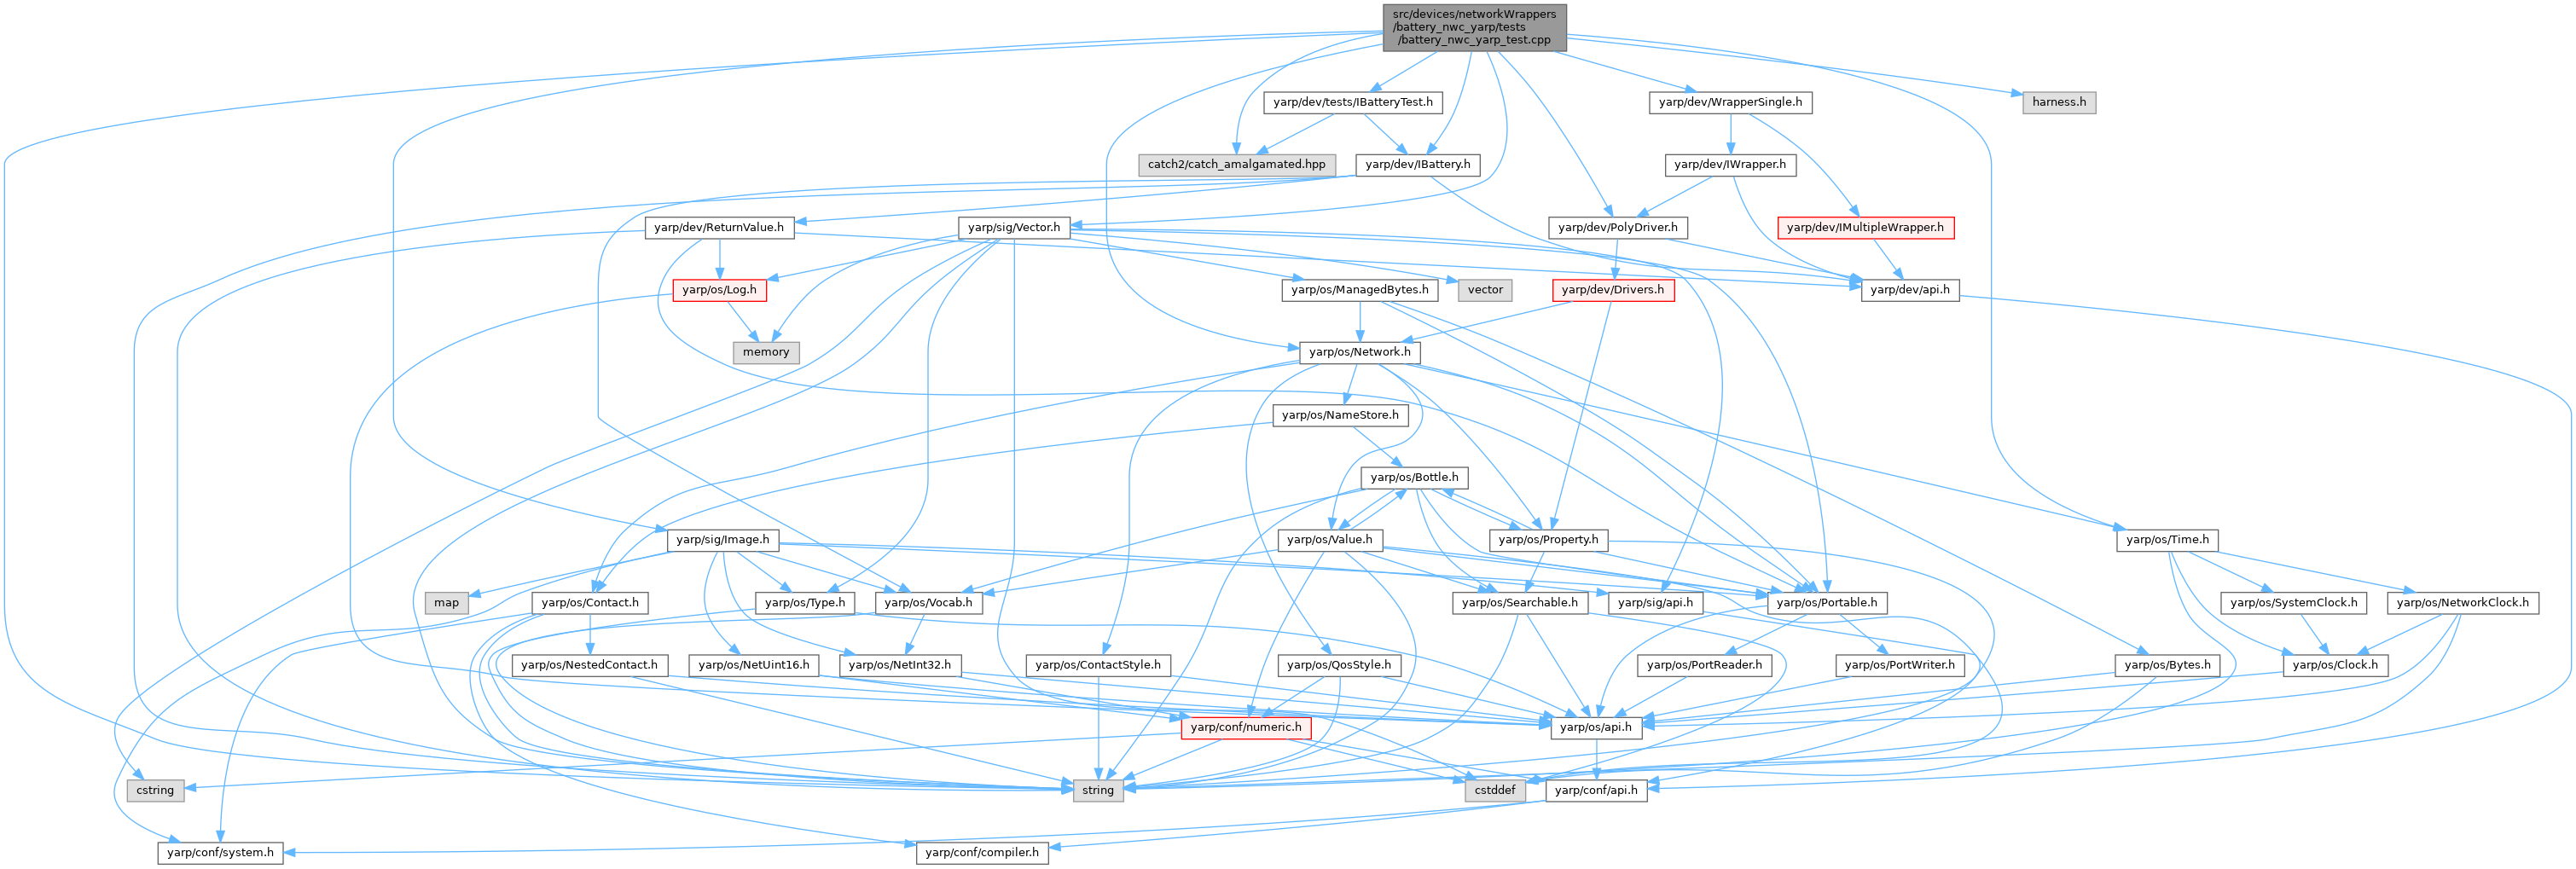 src/devices/networkWrappers
/battery_nwc_yarp/tests
/battery_nwc_yarp_test.cpp
yarp/dev/tests/IBatteryTest.h
yarp/dev/WrapperSingle.h
harness.h
catch2/catch_amalgamated.hpp
yarp/dev/IBattery.h
yarp/dev/IWrapper.h
yarp/dev/ReturnValue.h
yarp/sig/Vector.h
yarp/dev/PolyDriver.h
yarp/dev/IMultipleWrapper.h
yarp/os/Log.h
yarp/os/ManagedBytes.h
vector
yarp/dev/Drivers.h
yarp/dev/api.h
memory
yarp/os/Network.h
yarp/os/NameStore.h
yarp/os/Bottle.h
yarp/sig/Image.h
yarp/os/Value.h
yarp/os/Property.h
yarp/os/Time.h
map
yarp/os/Contact.h
yarp/os/Type.h
yarp/os/Vocab.h
yarp/os/Searchable.h
yarp/sig/api.h
yarp/os/Portable.h
yarp/os/SystemClock.h
yarp/os/NetworkClock.h
yarp/os/NestedContact.h
yarp/os/NetUint16.h
yarp/os/NetInt32.h
yarp/os/ContactStyle.h
yarp/os/QosStyle.h
yarp/os/PortReader.h
yarp/os/PortWriter.h
yarp/os/Bytes.h
yarp/os/Clock.h
yarp/conf/numeric.h
yarp/os/api.h
cstring
string
cstddef
yarp/conf/api.h
yarp/conf/system.h
yarp/conf/compiler.h